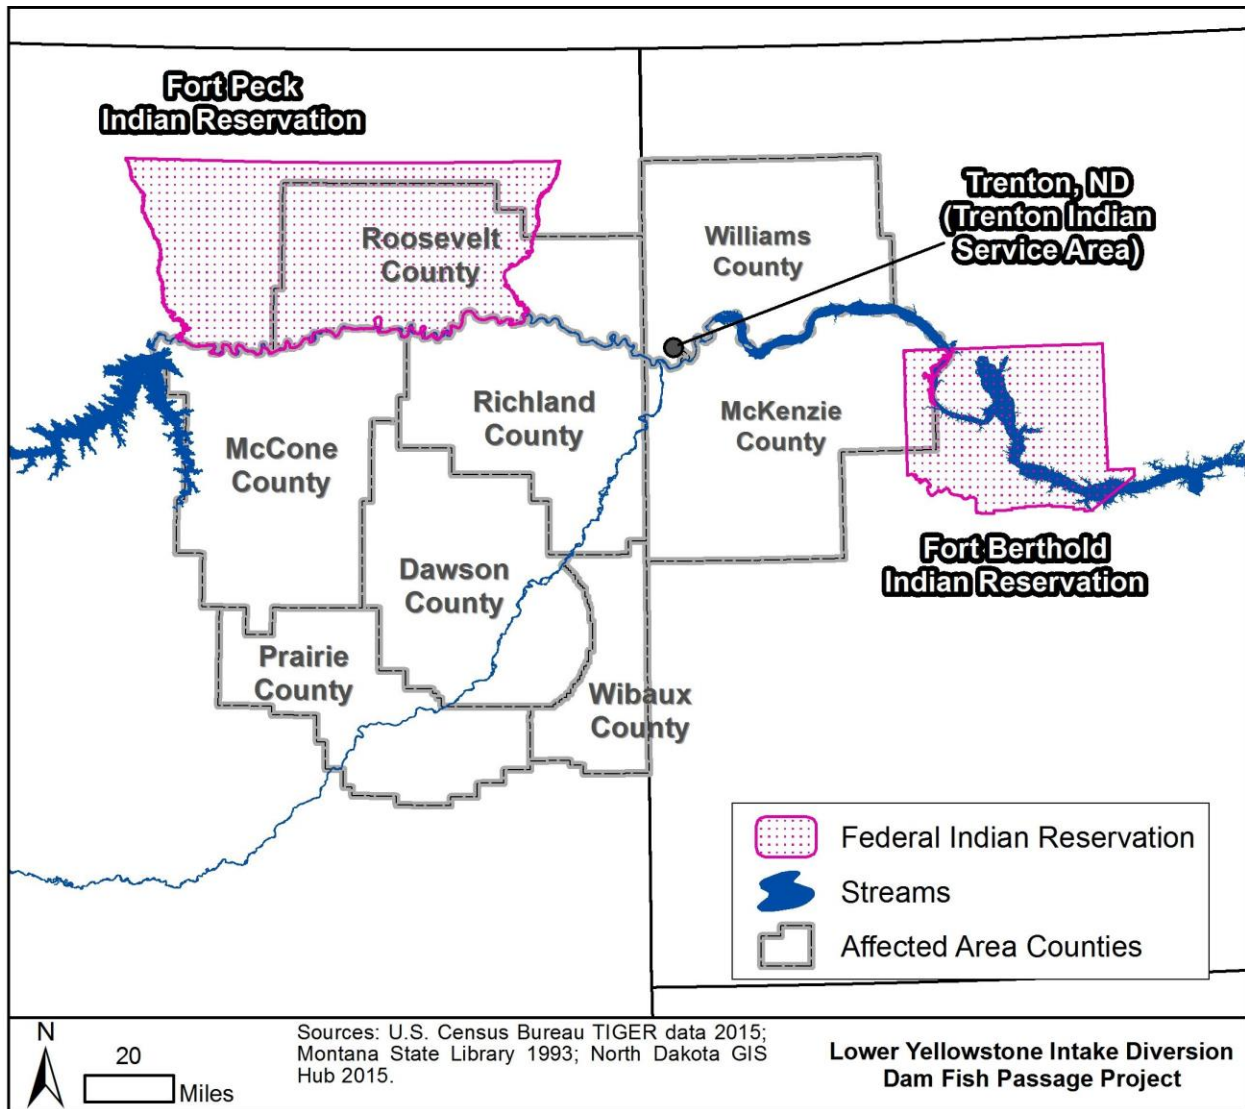 Fort Peck
Indian Reservation
Trenton, ND
(Trenton Indian
Service Area)
Roosevelt
County
Williams
County
Richland
County
McKenzie
County
McCone
County
Fort Berthold
Indian Reservation
Dawson
County
Prairie
County
Wibaux
County
Federal Indian Reservation
Streams
Affected Area Counties
N
20
Miles
Sources: U.S. Census Bureau TIGER data 2015;
Montana State Library 1993; North Dakota GIS
Hub 2015.
Lower Yellowstone Intake Diversion
Dam Fish Passage Project